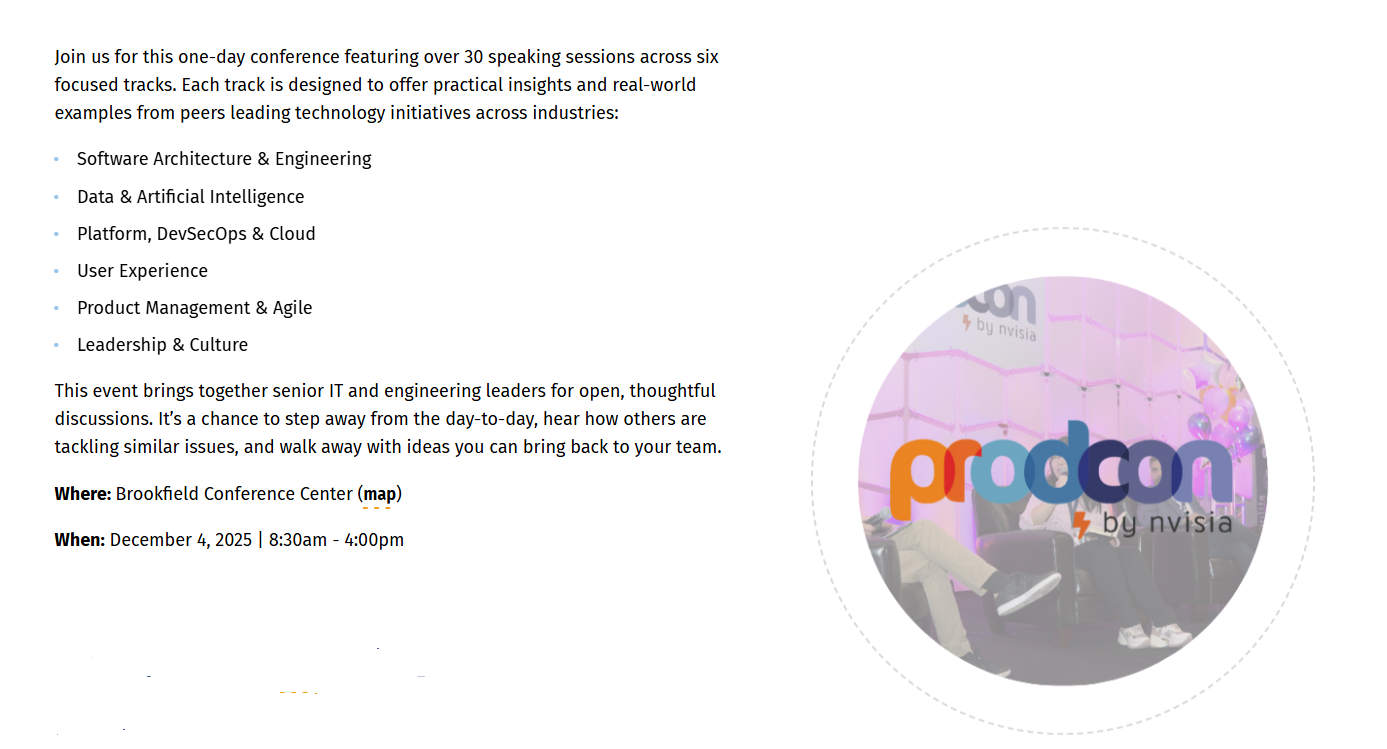 Join us for this one-day conference featuring over 30 speaking sessions across six
focused tracks. Each track is designed to offer practical insights and real-world
examples from peers leading technology initiatives across industries:
Software Architecture & Engineering
Data & Artificial Intelligence
Platform, DevSecOps & Cloud
User Experience
Product Management & Agile
Leadership & Culture
This event brings together senior IT and engineering leaders for open, thoughtful
discussions. It’s a chance to step away from the day-to-day, hear how others are
tackling similar issues, and walk away with ideas you can bring back to your team.
Where: Brookfield Conference Center (map)
When: December 4, 2025 | 8:30am - 4:00pm
con
by nvisia
prodcon
by nvisia